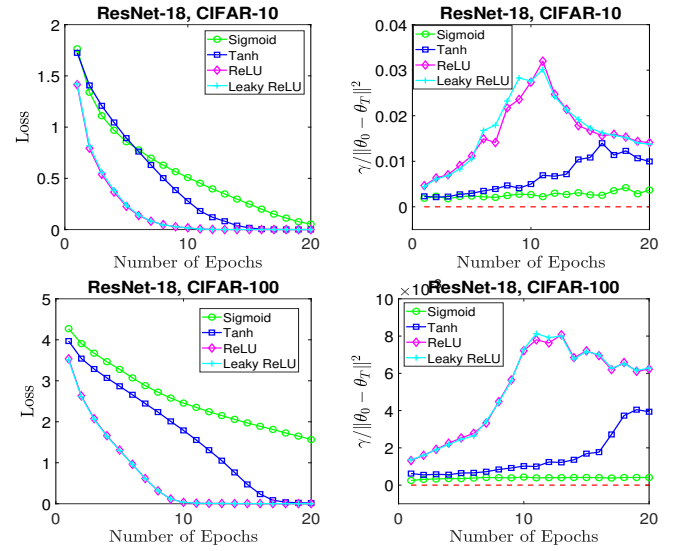 ResNet-18, CIFAR-10
2
1.5
1
0.5
0
0
10
20
Loss
Number of Epochs
Sigmoid
Tanh
ReLU
Leaky ReLU
ResNet-18, CIFAR-10
0.04
0.03
0.02
0.01
0
0
10
20
γ/‖θ₀ − θ_T‖²
Number of Epochs
Sigmoid
Tanh
ReLU
Leaky ReLU
ResNet-18, CIFAR-100
5
4
3
2
1
0
0
10
20
Loss
Number of Epochs
Sigmoid
Tanh
ReLU
Leaky ReLU
ResNet-18, CIFAR-100
8
6
4
2
0
0
10
20
γ/‖θ₀ − θ_T‖²
Number of Epochs
Sigmoid
Tanh
ReLU
Leaky ReLU